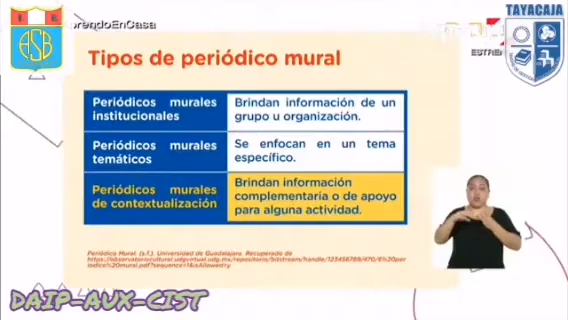 rendoEnCasa
TAYACAJA
ASB
ESTREN
Tipos de periódico mural
Periódicos murales institucionales
Brindan información de un
grupo u organización.
Periódicos murales
temáticos
Se enfocan en un tema
específico.
Periódicos murales
de contextualización
Brindan información
complementaria o de apoyo
para alguna actividad.
Periódico Mural. (s.f.). Universidad de Guadalajara. Recuperado de
DAIP-AUX-CIST